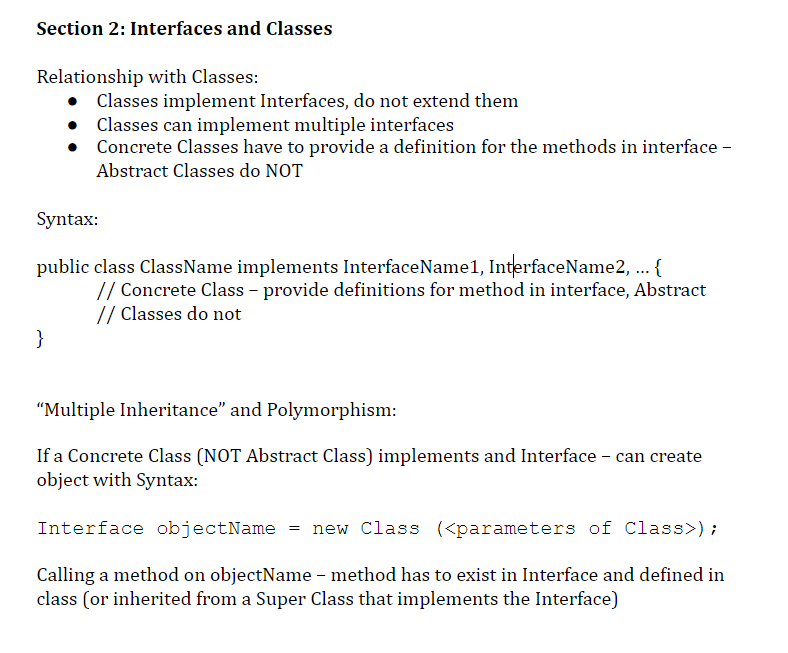 Section 2: Interfaces and Classes
Relationship with Classes:
● Classes implement Interfaces, do not extend them
● Classes can implement multiple interfaces
● Concrete Classes have to provide a definition for the methods in interface –
Abstract Classes do NOT
Syntax:
public class ClassName implements InterfaceName1, InterfaceName2, … {
// Concrete Class – provide definitions for method in interface, Abstract
// Classes do not
}
“Multiple Inheritance” and Polymorphism:
If a Concrete Class (NOT Abstract Class) implements and Interface – can create
object with Syntax:
Interface objectName = new Class (<parameters of Class>);
Calling a method on objectName – method has to exist in Interface and defined in
class (or inherited from a Super Class that implements the Interface)